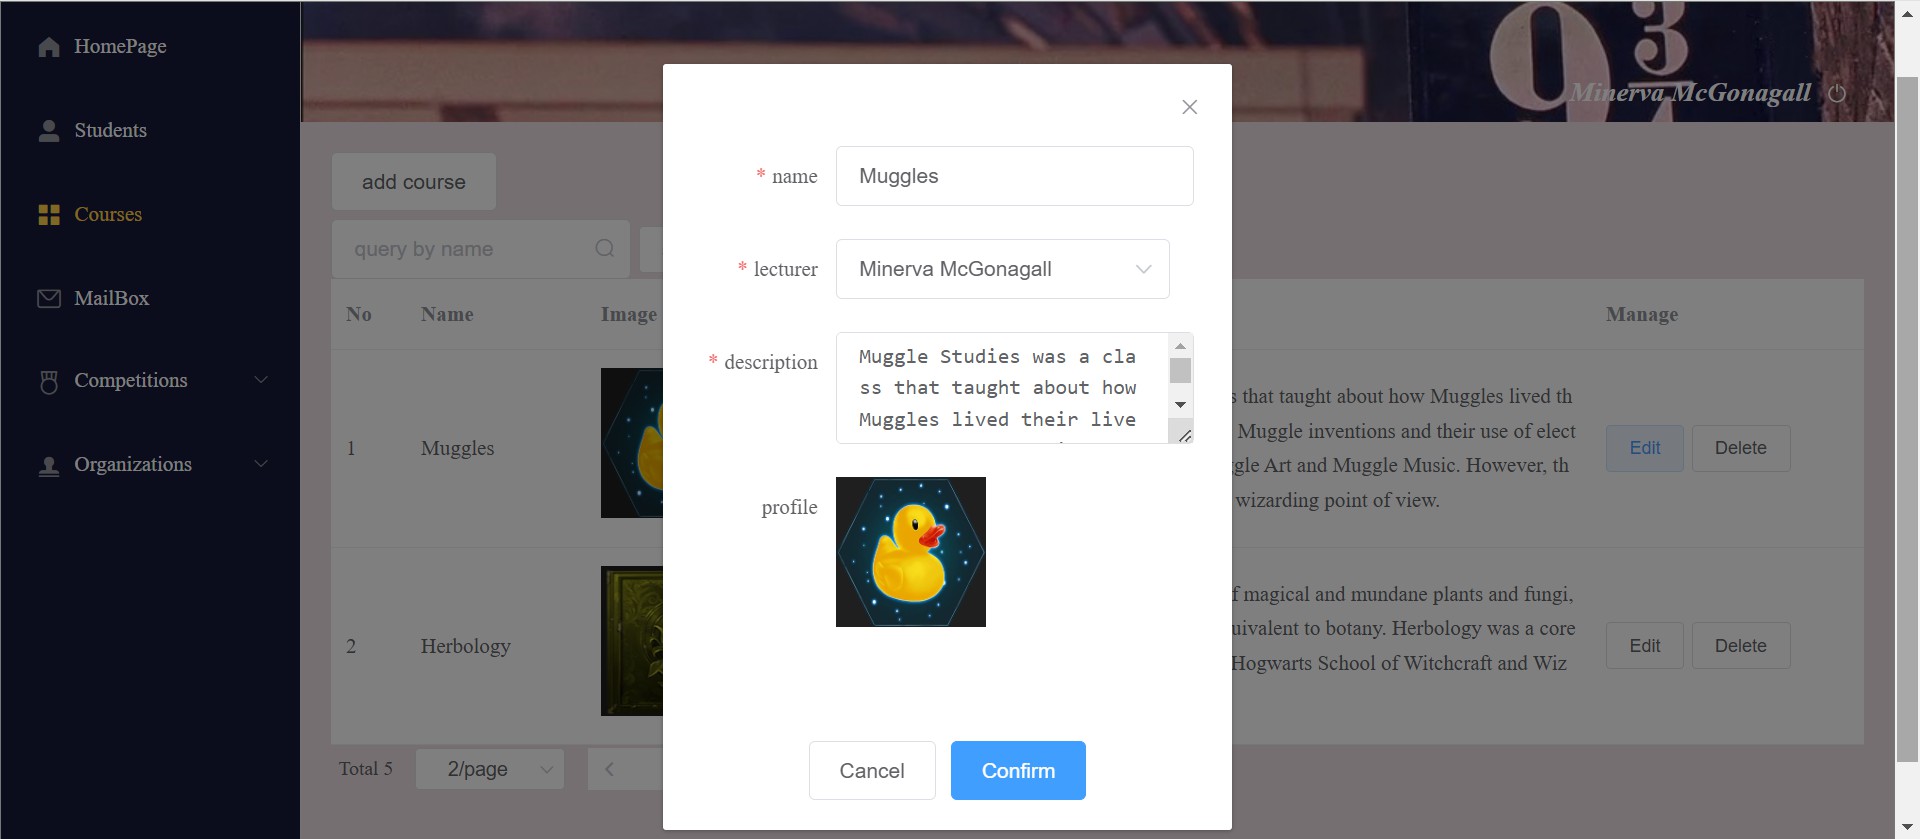 HomePage
Students
Courses
MailBox
Competitions
Organizations
Minerva McGonagall
add course
query by name
No Name Image Manage
1 Muggles
that taught about how Muggles lived th
Muggle inventions and their use of elect
Art and Muggle Music. However, th
wizarding point of view.
Edit Delete
2 Herbology
magical and mundane plants and fungi,
to botany. Herbology was a core
Hogwarts School of Witchcraft and Wiz
Edit Delete
Total 5 2/page
* name Muggles
* lecturer Minerva McGonagall
* description Muggle Studies was a cla
ss that taught about how
Muggles lived their live
profile
Cancel Confirm